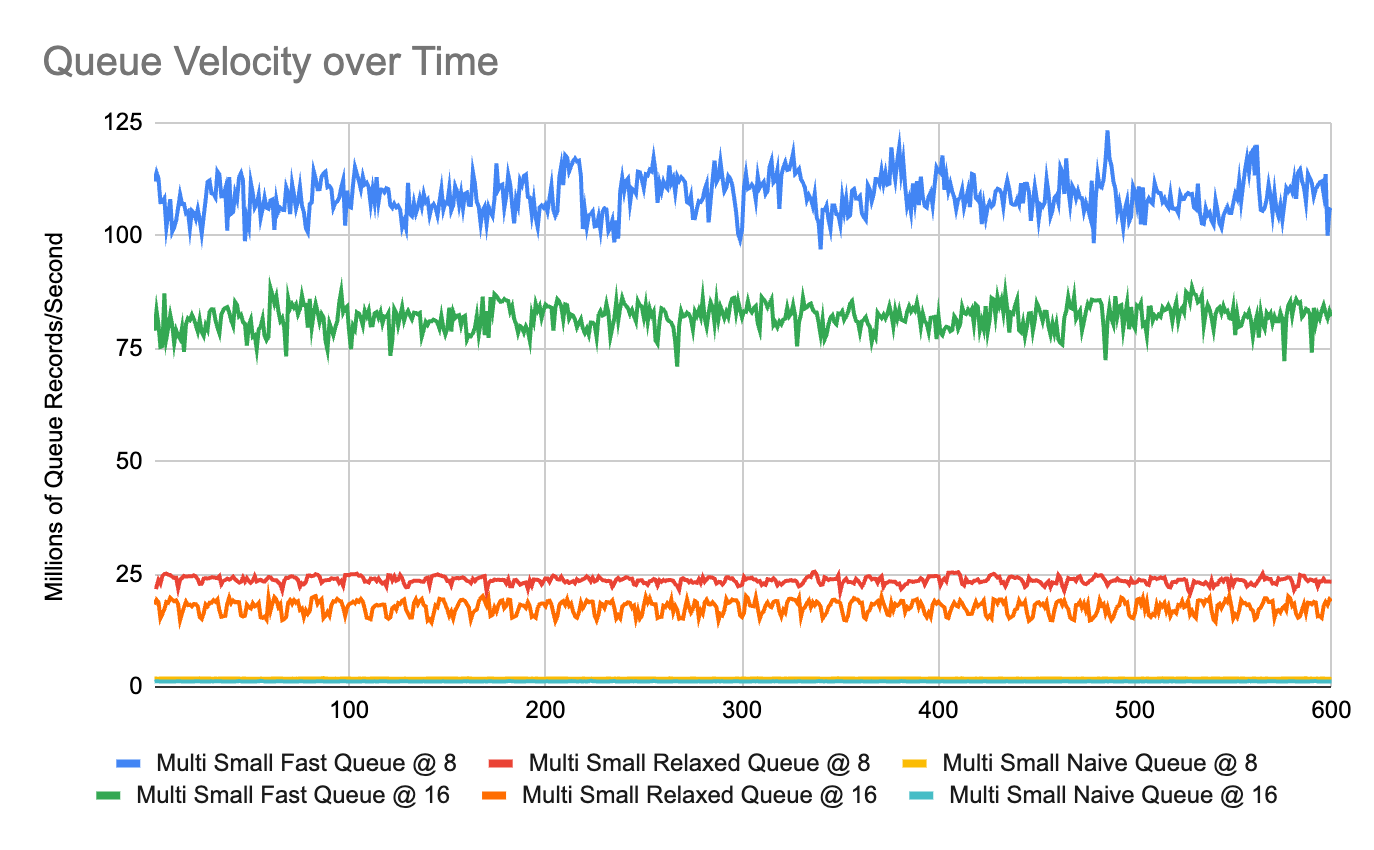 Queue Velocity over Time
Millions of Queue Records/Second
125
100
75
50
25
0
100 200 300 400 500 600
Multi Small Fast Queue @ 8 Multi Small Relaxed Queue @ 8 Multi Small Naive Queue @ 8
Multi Small Fast Queue @ 16 Multi Small Relaxed Queue @ 16 Multi Small Naive Queue @ 16